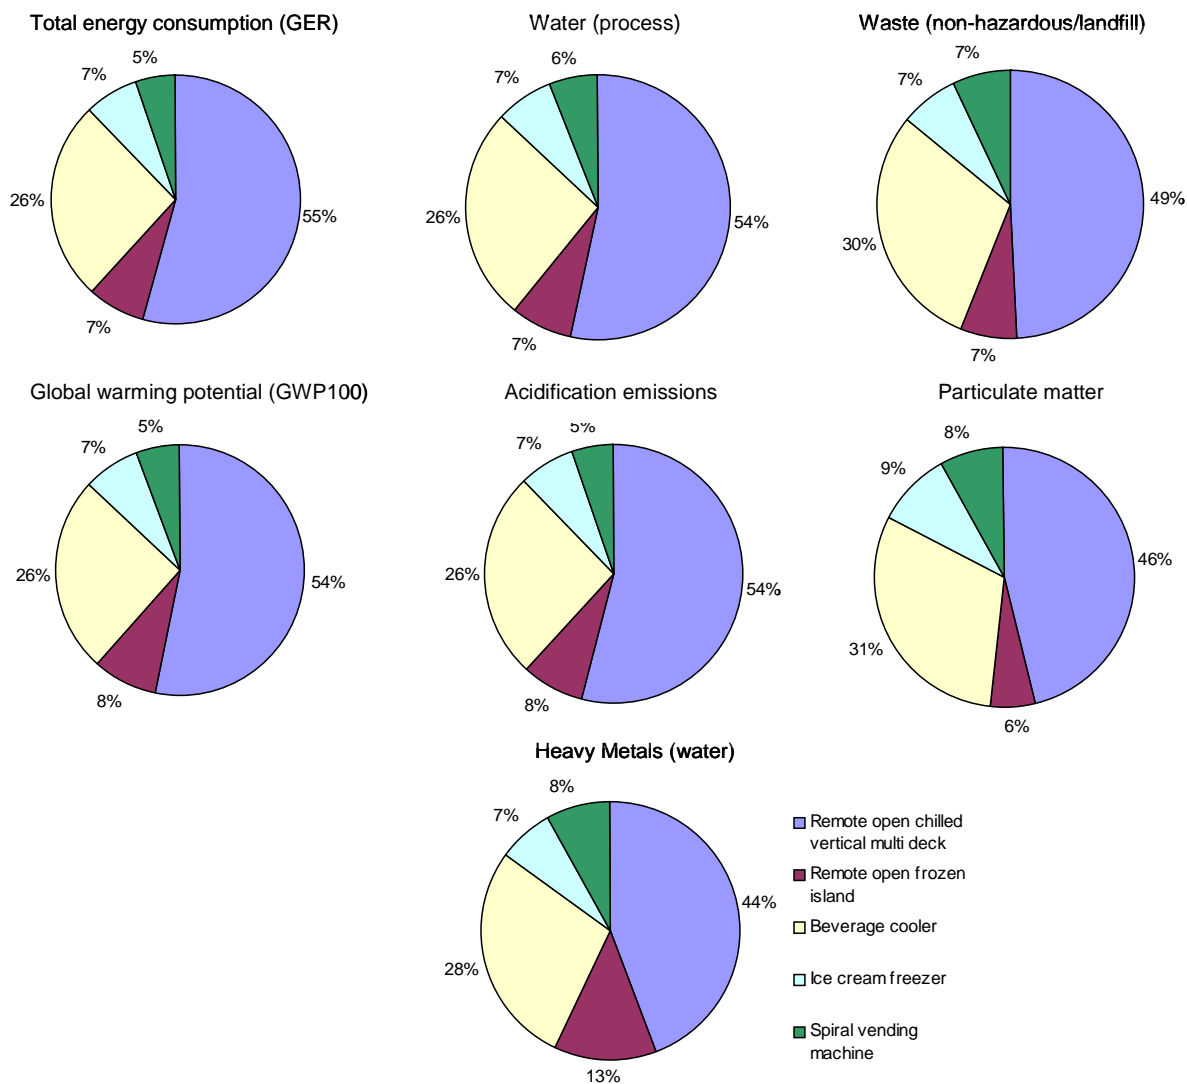 Total energy consumption (GER)
5%
7%
26%
55%
7%
Water (process)
6%
7%
26%
54%
7%
Waste (non-hazardous/landfill)
7%
7%
49%
30%
7%
Global warming potential (GWP100)
5%
7%
26%
54%
8%
Acidification emissions
5%
7%
26%
54%
8%
Particulate matter
8%
9%
46%
31%
6%
Heavy Metals (water)
8%
7%
44%
28%
13%
Remote open chilled
vertical multi deck
Remote open frozen
island
Beverage cooler
Ice cream freezer
Spiral vending
machine